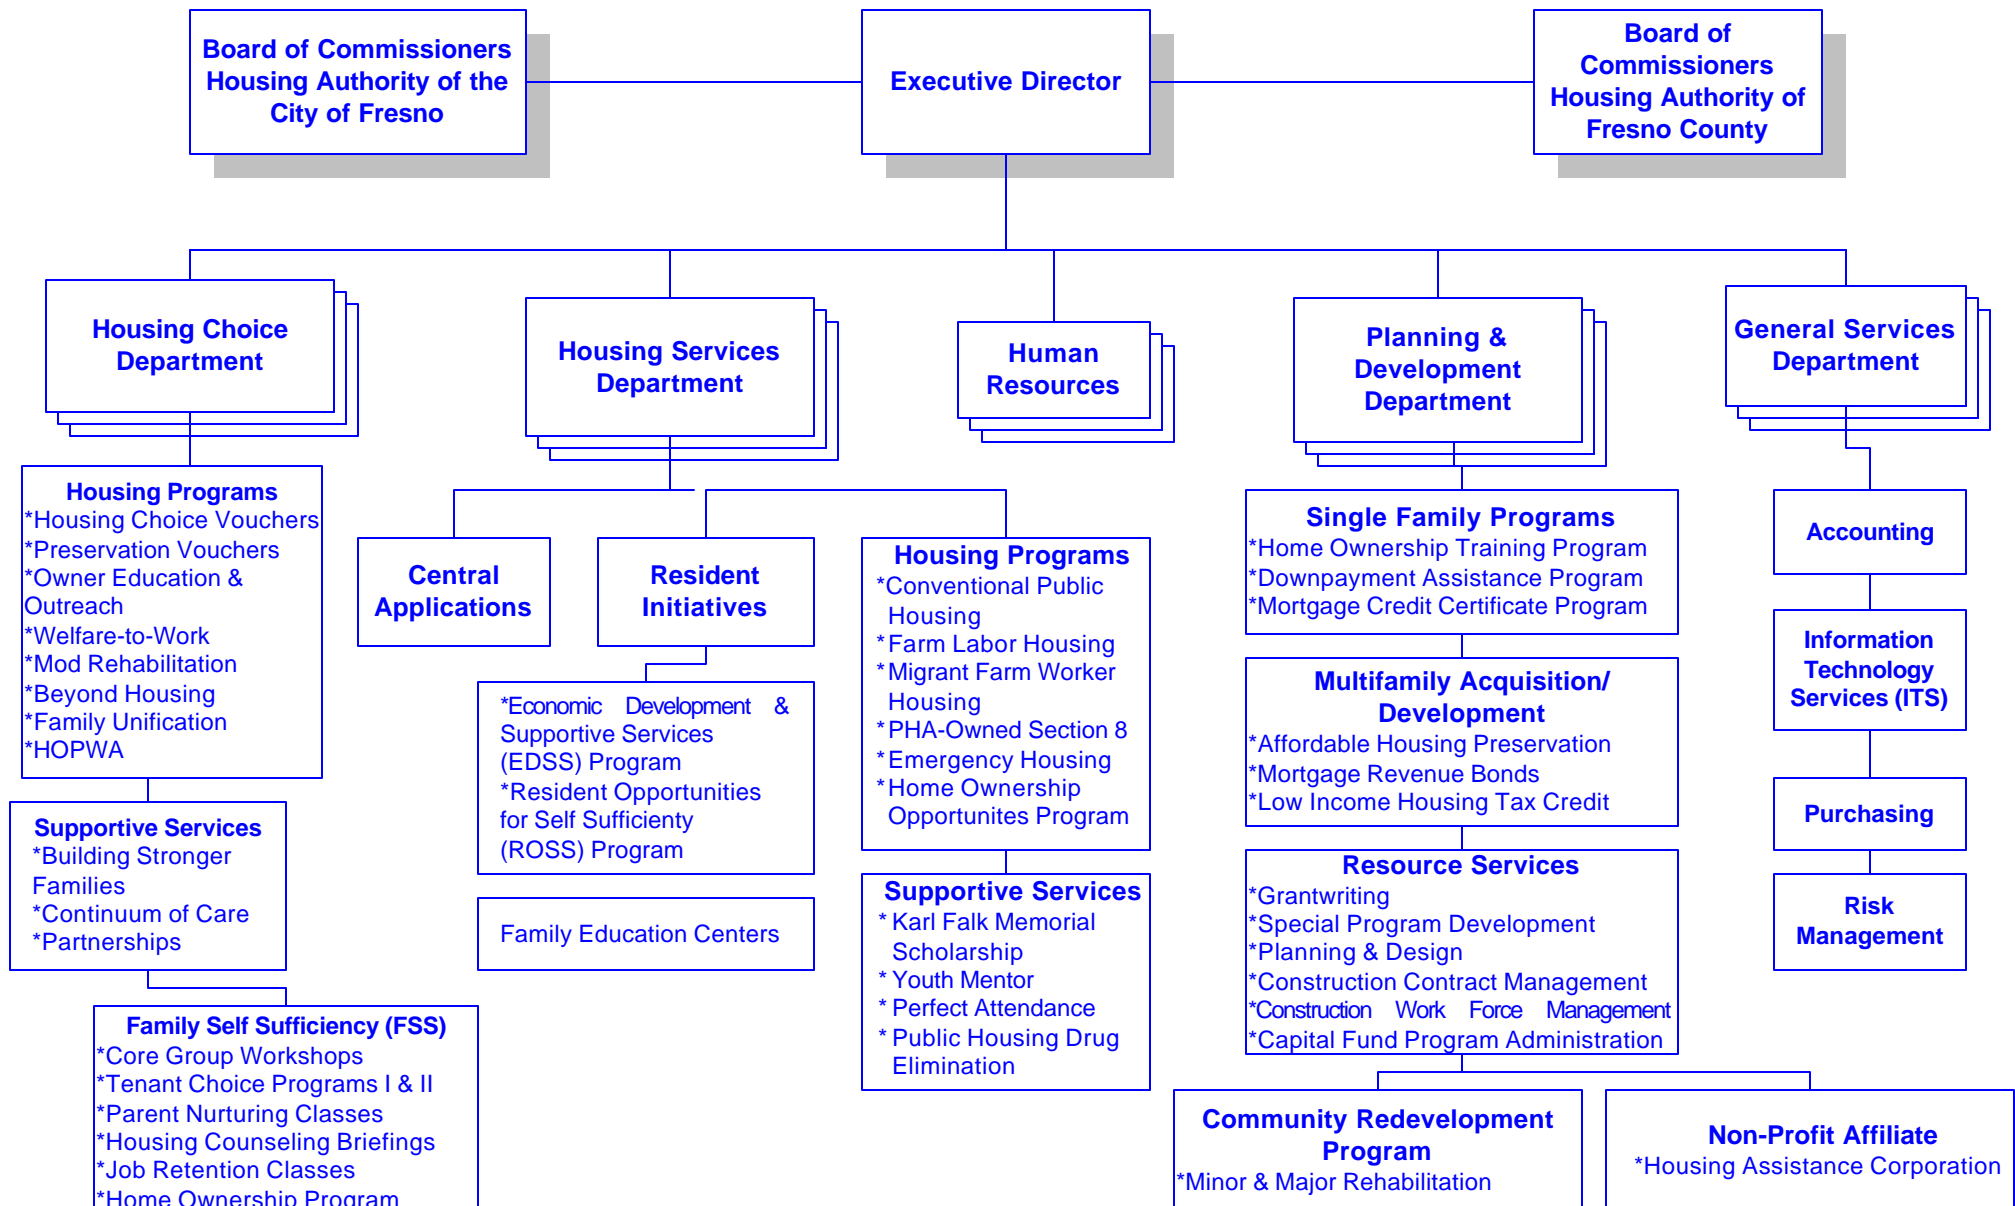 Board of Commissioners
Housing Authority of the
City of Fresno
Executive Director
Board of
Commissioners
Housing Authority of
Fresno County
Housing Choice
Department
Housing Services
Department
Human
Resources
Planning &
Development
Department
General Services
Department
Housing Programs
*Housing Choice Vouchers
*Preservation Vouchers
*Owner Education &
Outreach
*Welfare-to-Work
*Mod Rehabilitation
*Beyond Housing
*Family Unification
*HOPWA
Supportive Services
*Building Stronger
Families
*Continuum of Care
*Partnerships
Family Self Sufficiency (FSS)
*Core Group Workshops
*Tenant Choice Programs I & II
*Parent Nurturing Classes
*Housing Counseling Briefings
*Job Retention Classes
*Home Ownership Program
Central
Applications
Resident
Initiatives
*Economic Development &
Supportive Services
(EDSS) Program
*Resident Opportunities
for Self Sufficienty
(ROSS) Program
Family Education Centers
Housing Programs
*Conventional Public
Housing
*Farm Labor Housing
*Migrant Farm Worker
Housing
*PHA-Owned Section 8
*Emergency Housing
*Home Ownership
Opportunites Program
Supportive Services
* Karl Falk Memorial
Scholarship
* Youth Mentor
* Perfect Attendance
* Public Housing Drug
Elimination
Single Family Programs
*Home Ownership Training Program
*Downpayment Assistance Program
*Mortgage Credit Certificate Program
Multifamily Acquisition/
Development
*Affordable Housing Preservation
*Mortgage Revenue Bonds
*Low Income Housing Tax Credit
Resource Services
*Grantwriting
*Special Program Development
*Planning & Design
*Construction Contract Management
*Construction Work Force Management
*Capital Fund Program Administration
Community Redevelopment
Program
*Minor & Major Rehabilitation
Non-Profit Affiliate
*Housing Assistance Corporation
Accounting
Information
Technology
Services (ITS)
Purchasing
Risk
Management